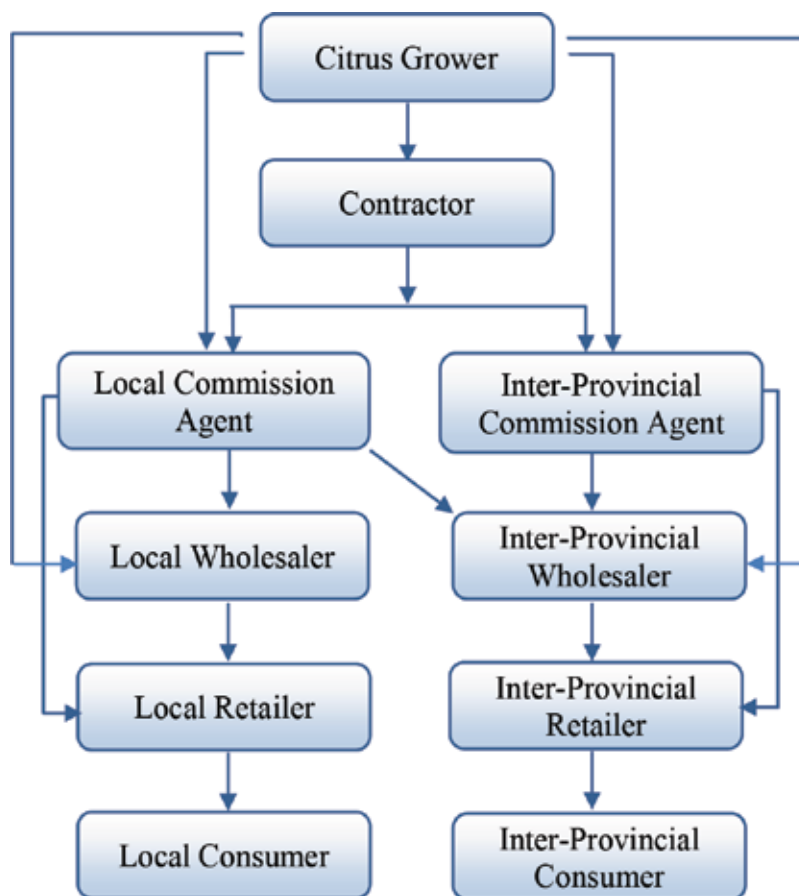 Citrus Grower
Contractor
Local Commission
Agent
Inter-Provincial
Commission Agent
Local Wholesaler
Inter-Provincial
Wholesaler
Local Retailer
Inter-Provincial
Retailer
Local Consumer
Inter-Provincial
Consumer